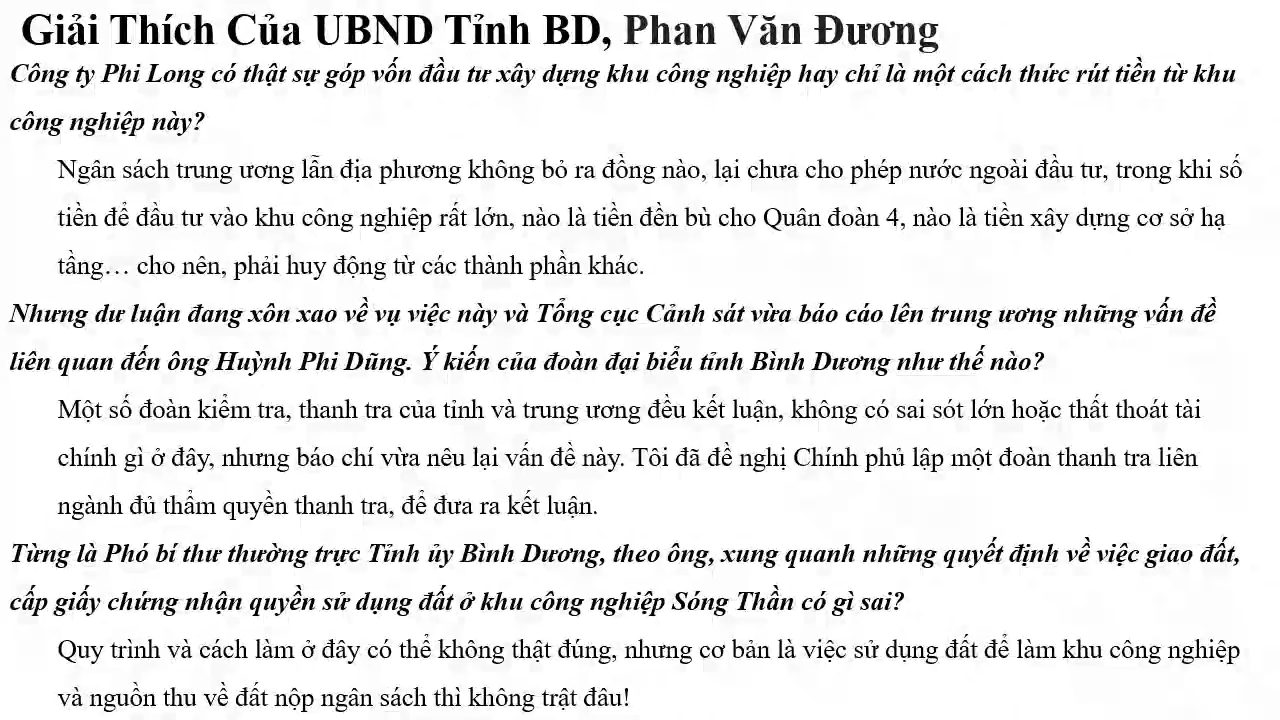 Giải Thích Của UBND Tỉnh BD, Phan Văn Đương
Công ty Phi Long có thật sự góp vốn đầu tư xây dựng khu công nghiệp hay chỉ là một cách thức rút tiền từ khu
công nghiệp này?
Ngân sách trung ương lẫn địa phương không bỏ ra đồng nào, lại chưa cho phép nước ngoài đầu tư, trong khi số
tiền để đầu tư vào khu công nghiệp rất lớn, nào là tiền đền bù cho Quân đoàn 4, nào là tiền xây dựng cơ sở hạ
tầng… cho nên, phải huy động từ các thành phần khác.
Nhưng dư luận đang xôn xao về vụ việc này và Tổng cục Cảnh sát vừa báo cáo lên trung ương những vấn đề
liên quan đến ông Huỳnh Phi Dũng. Ý kiến của đoàn đại biểu tỉnh Bình Dương như thế nào?
Một số đoàn kiểm tra, thanh tra của tỉnh và trung ương đều kết luận, không có sai sót lớn hoặc thất thoát tài
chính gì ở đây, nhưng báo chí vừa nêu lại vấn đề này. Tôi đã đề nghị Chính phủ lập một đoàn thanh tra liên
ngành đủ thẩm quyền thanh tra, để đưa ra kết luận.
Từng là Phó bí thư thường trực Tỉnh ủy Bình Dương, theo ông, xung quanh những quyết định về việc giao đất,
cấp giấy chứng nhận quyền sử dụng đất ở khu công nghiệp Sóng Thần có gì sai?
Quy trình và cách làm ở đây có thể không thật đúng, nhưng cơ bản là việc sử dụng đất để làm khu công nghiệp
và nguồn thu về đất nộp ngân sách thì không trật đâu!